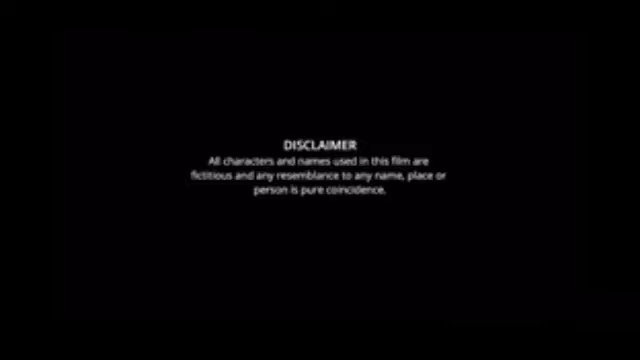 DISCLAIMER
All characters and names used in this film are
fictitious and any resemblance to any name, place or
person is pure coincidence.